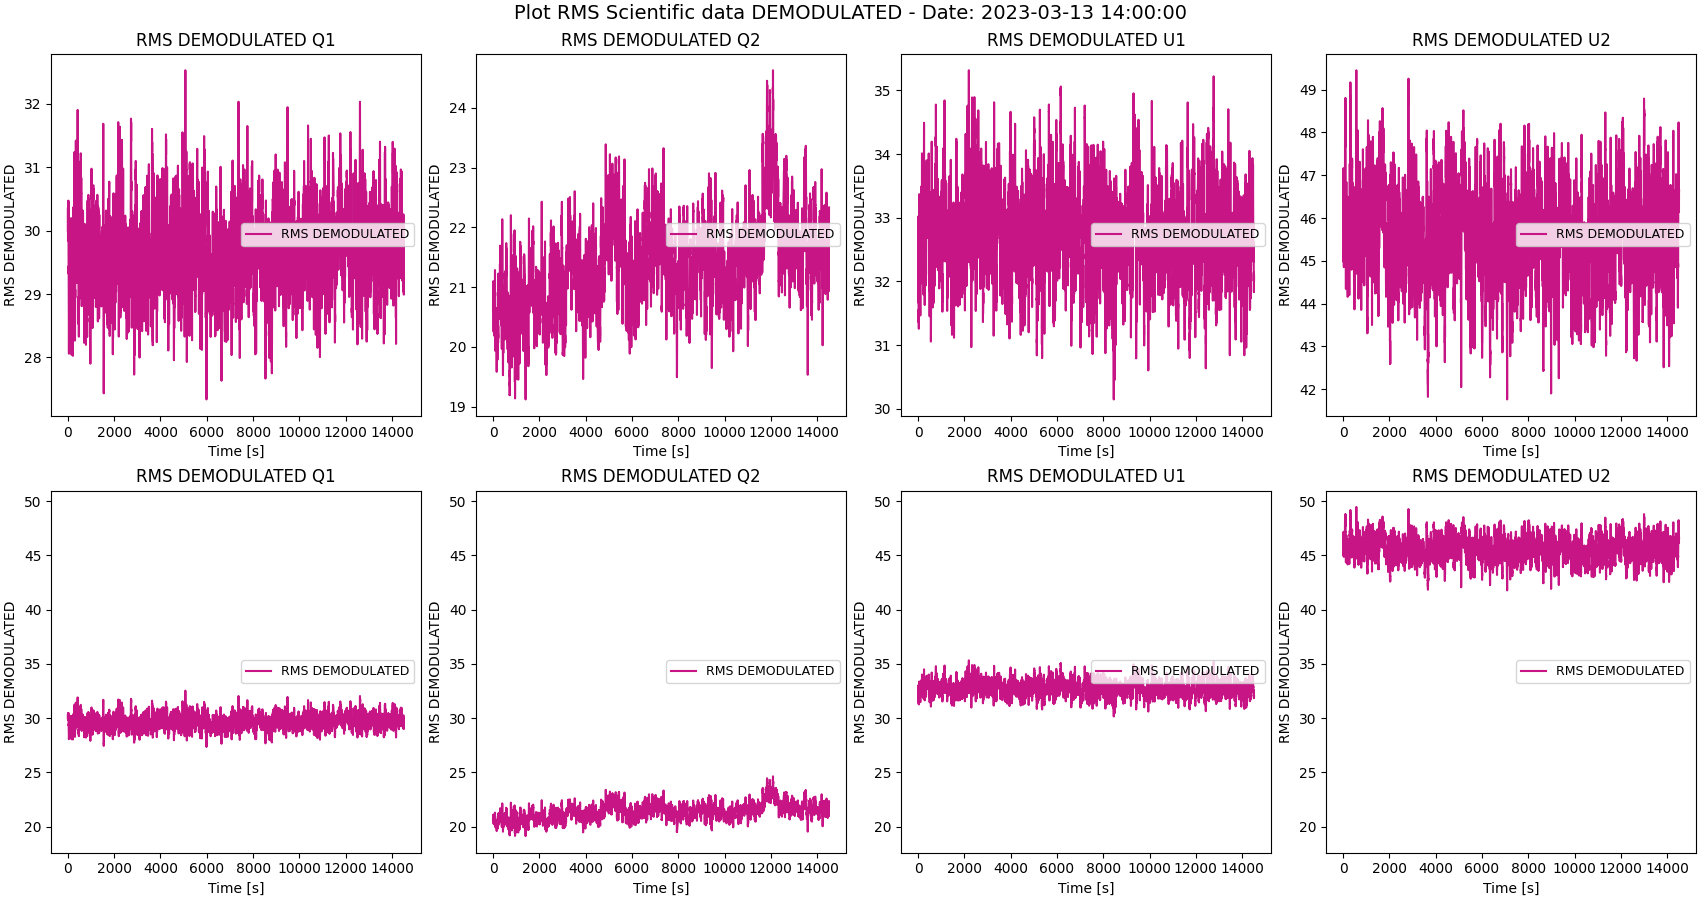 Plot RMS Scientific data DEMODULATED - Date: 2023-03-13 14:00:00
RMS DEMODULATED Q1
RMS DEMODULATED
32
31
30
29
28
RMS DEMODULATED
0 2000 4000 6000 8000 10000 12000 14000
Time [s]
RMS DEMODULATED Q2
RMS DEMODULATED
24
23
22
21
20
19
RMS DEMODULATED
0 2000 4000 6000 8000 10000 12000 14000
Time [s]
RMS DEMODULATED U1
RMS DEMODULATED
35
34
33
32
31
30
RMS DEMODULATED
0 2000 4000 6000 8000 10000 12000 14000
Time [s]
RMS DEMODULATED U2
RMS DEMODULATED
49
48
47
46
45
44
43
42
RMS DEMODULATED
0 2000 4000 6000 8000 10000 12000 14000
Time [s]
RMS DEMODULATED Q1
RMS DEMODULATED
50
45
40
35
30
25
20
RMS DEMODULATED
0 2000 4000 6000 8000 10000 12000 14000
Time [s]
RMS DEMODULATED Q2
RMS DEMODULATED
50
45
40
35
30
25
20
RMS DEMODULATED
0 2000 4000 6000 8000 10000 12000 14000
Time [s]
RMS DEMODULATED U1
RMS DEMODULATED
50
45
40
35
30
25
20
RMS DEMODULATED
0 2000 4000 6000 8000 10000 12000 14000
Time [s]
RMS DEMODULATED U2
RMS DEMODULATED
50
45
40
35
30
25
20
RMS DEMODULATED
0 2000 4000 6000 8000 10000 12000 14000
Time [s]